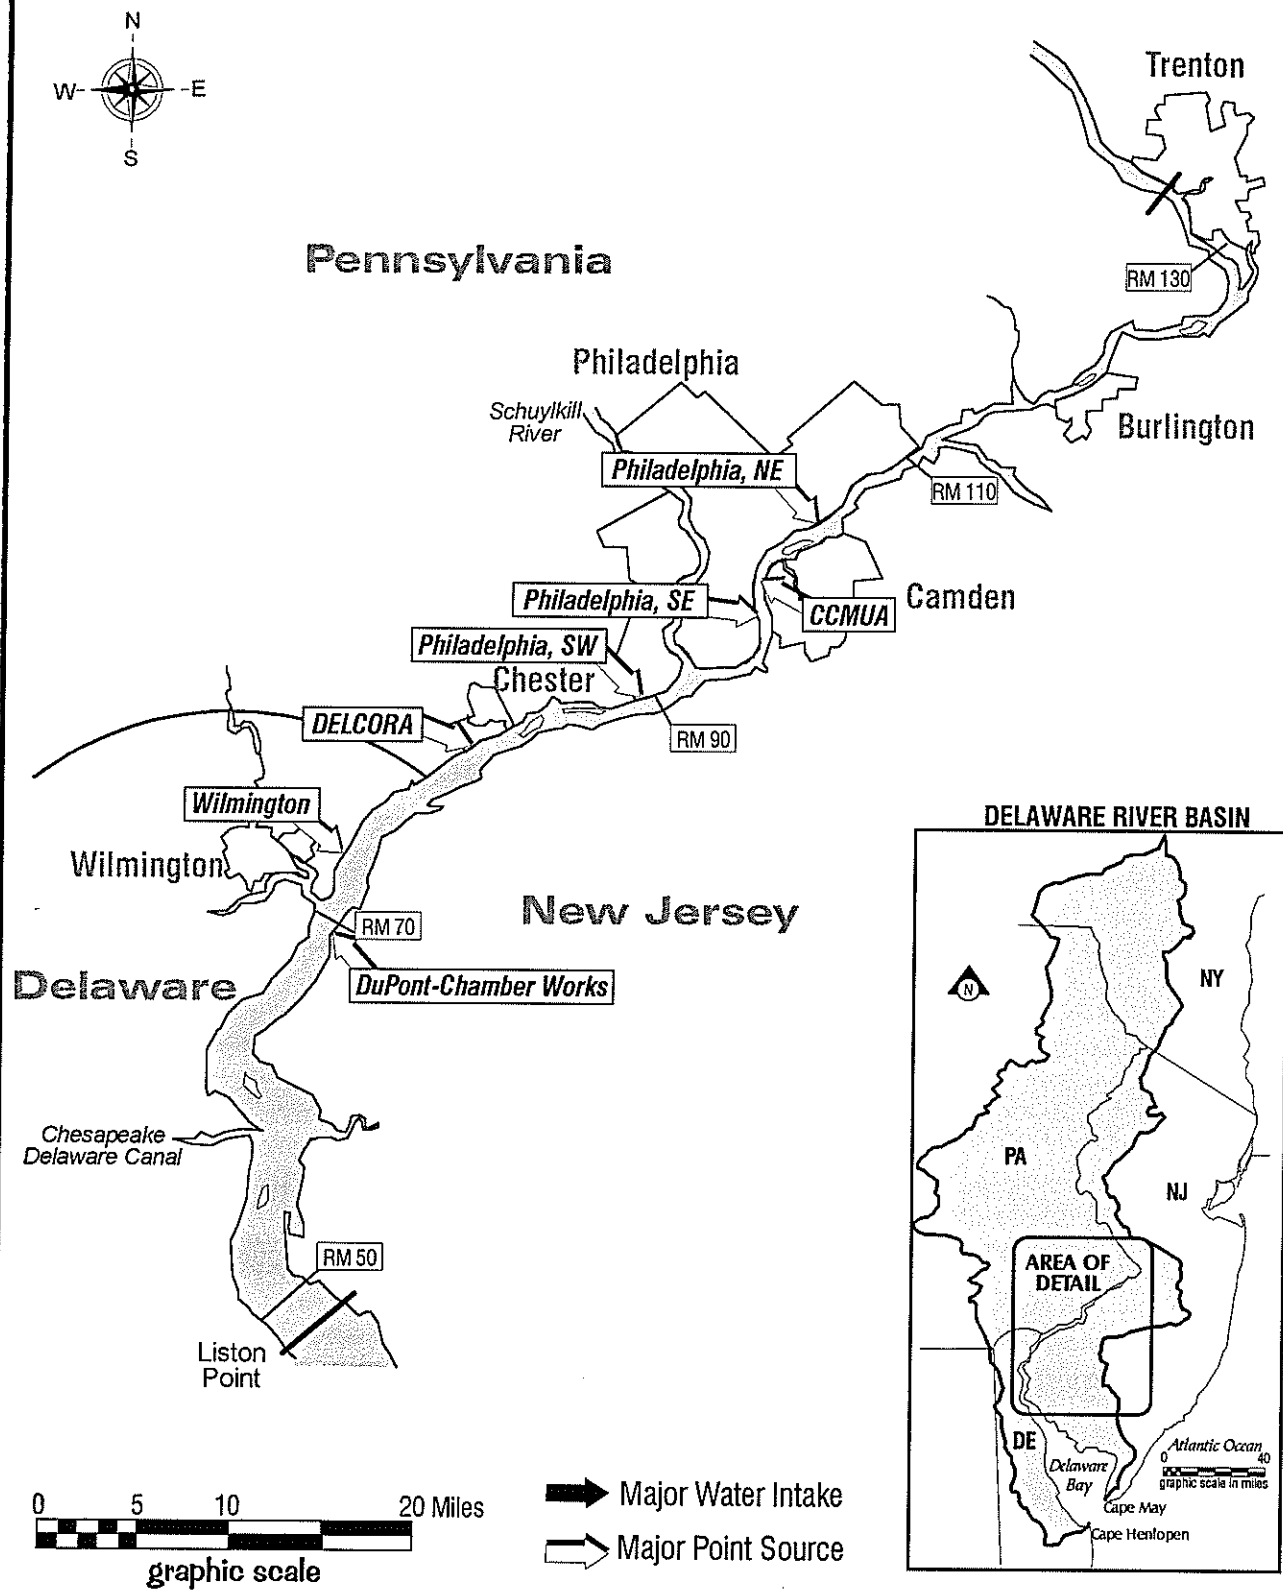 N
W
E
S
Trenton
Pennsylvania
RM 130
Philadelphia
Schuylkill
River
Burlington
Philadelphia, NE
RM 110
Philadelphia, SE
CCMUA
Camden
Philadelphia, SW
Chester
DELCORA
RM 90
Wilmington
Wilmington
New Jersey
RM 70
Delaware
DuPont-Chamber Works
Chesapeake
Delaware Canal
RM 50
Liston
Point
0 5 10 20 Miles
graphic scale
Major Water Intake
Major Point Source
DELAWARE RIVER BASIN
N
NY
PA
NJ
AREA OF
DETAIL
DE
Delaware
Bay
Atlantic Ocean
0 40
graphic scale in miles
Cape May
Cape Henlopen